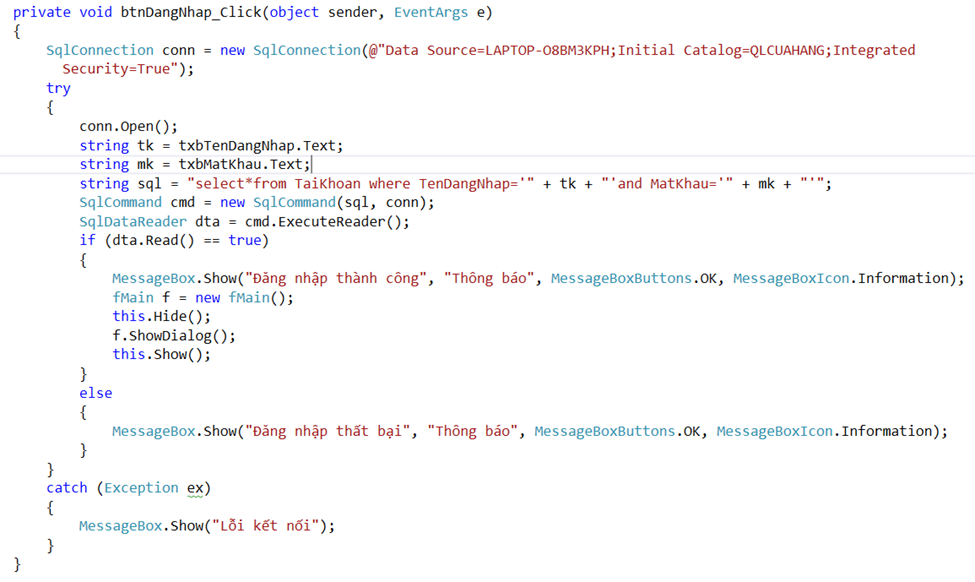 private void btnDangNhap_Click(object sender, EventArgs e)
{
SqlConnection conn = new SqlConnection(@"Data Source=LAPTOP-O8BM3KPH;Initial Catalog=QLCUAHANG;Integrated
Security=True");
try
{
conn.Open();
string tk = txbTenDangNhap.Text;
string mk = txbMatKhau.Text;
string sql = "select*from TaiKhoan where TenDangNhap='" + tk + "'and MatKhau='" + mk + "'";
SqlCommand cmd = new SqlCommand(sql, conn);
SqlDataReader dta = cmd.ExecuteReader();
if (dta.Read() == true)
{
MessageBox.Show("Đăng nhập thành công", "Thông báo", MessageBoxButtons.OK, MessageBoxIcon.Information);
fMain f = new fMain();
this.Hide();
f.ShowDialog();
this.Show();
}
else
{
MessageBox.Show("Đăng nhập thất bại", "Thông báo", MessageBoxButtons.OK, MessageBoxIcon.Information);
}
}
catch (Exception ex)
{
MessageBox.Show("Lỗi kết nối");
}
}